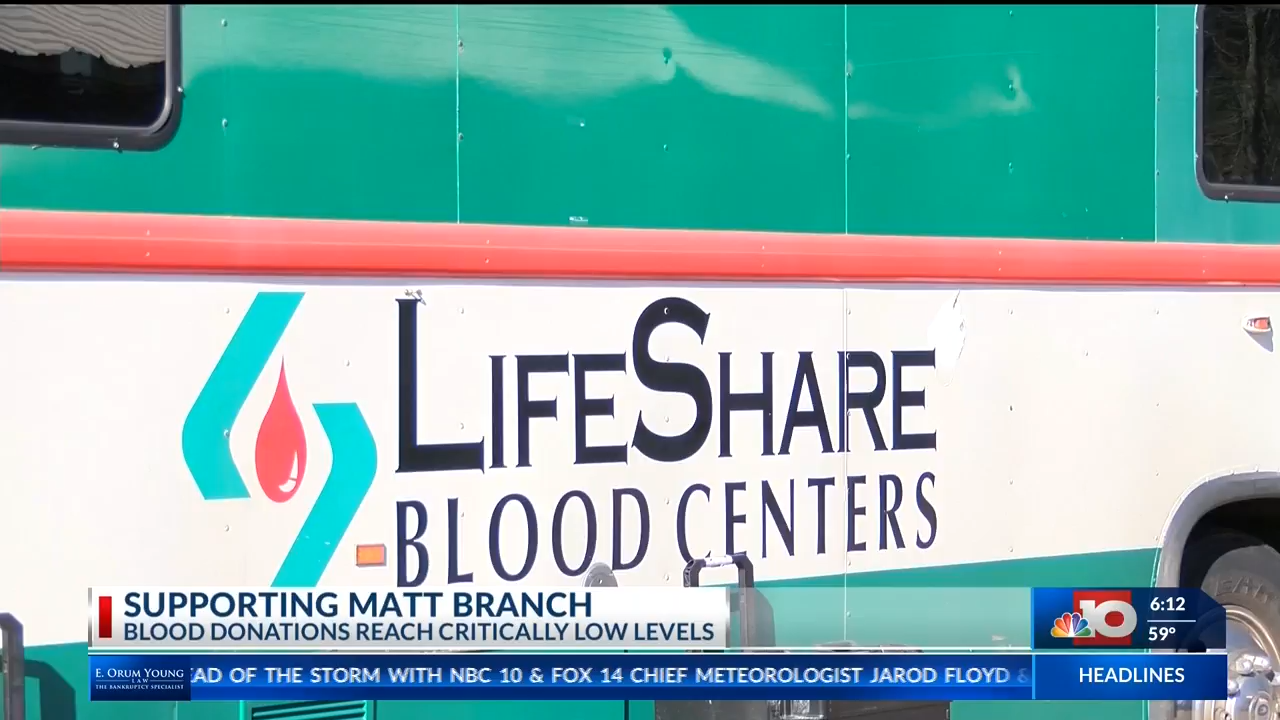 LIFESHARE
BLOOD CENTERS
SUPPORTING MATT BRANCH
BLOOD DONATIONS REACH CRITICALLY LOW LEVELS
10
6:12
59°
E. ORUM YOUNG
LAW
THE BANKRUPTCY SPECIALIST
AD OF THE STORM WITH NBC 10 & FOX 14 CHIEF METEOROLOGIST JAROD FLOYD &
HEADLINES